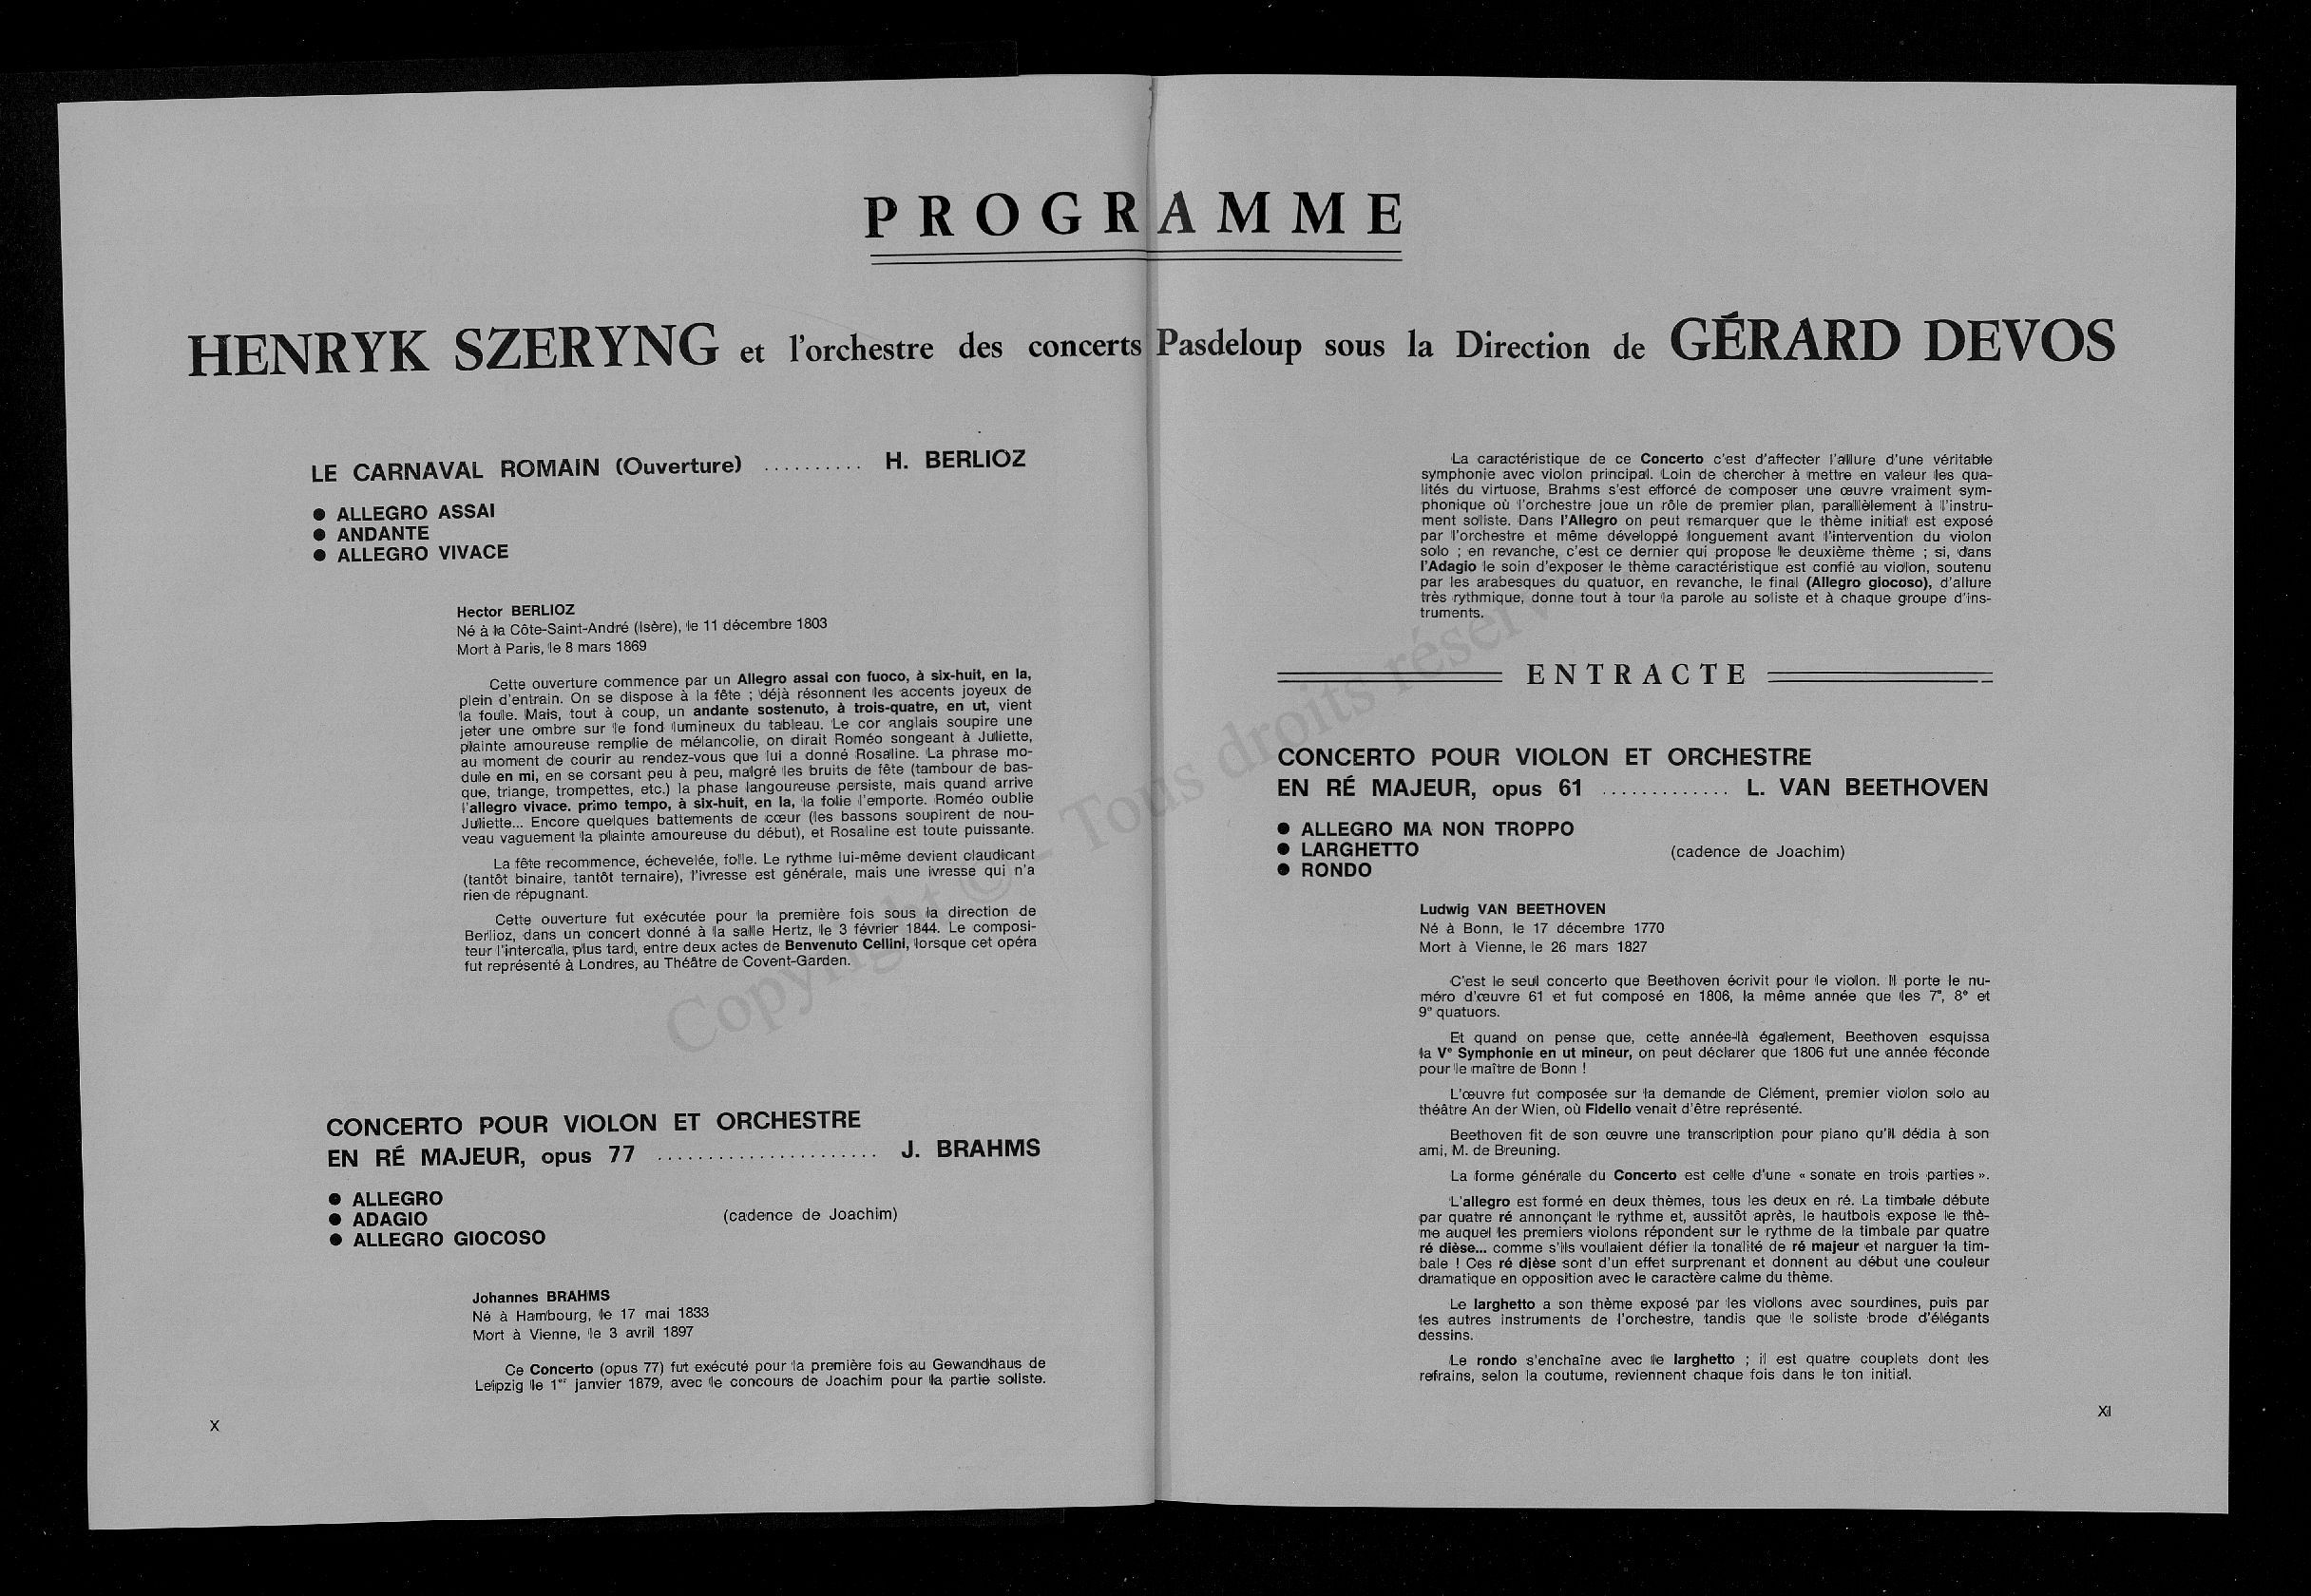 PROGRAMME
HENRYK SZERYNG et l'orchestre des concerts Pasdeloup sous la Direction de GÉRARD DEVOS
LE CARNAVAL ROMAIN (Ouverture) .......... H. BERLIOZ
● ALLEGRO ASSAI
● ANDANTE
● ALLEGRO VIVACE
Hector BERLIOZ
Né à la Côte-Saint-André (Isère), le 11 décembre 1803
Mort à Paris, le 8 mars 1869
Cette ouverture commence par un Allegro assai con fuoco, à six-huit, en la,
plein d'entrain. On se dispose à la fête ; déjà résonnent les accents joyeux de
la foule. Mais, tout à coup, un andante sostenuto, à trois-quatre, en ut, vient
jeter une ombre sur le fond lumineux du tableau. Le cor anglais soupire une
plainte amoureuse remplie de mélancolie, on dirait Roméo songeant à Juliette,
au moment de courir au rendez-vous que lui a donné Rosaline. La phrase mo-
dule en mi, en se corsant peu à peu, malgré les bruits de fête (tambour de bas-
que, triange, trompettes, etc.) la phase langoureuse persiste, mais quand arrive
l'allegro vivace. primo tempo, à six-huit, en la, la folie l'emporte. Roméo oublie
Juliette... Encore quelques battements de cœur (les bassons soupirent de nou-
veau vaguement la plainte amoureuse du début), et Rosaline est toute puissante.
La fête recommence, échevelée, folle. Le rythme lui-même devient claudicant
(tantôt binaire, tantôt ternaire), l'ivresse est générale, mais une ivresse qui n'a
rien de répugnant.
Cette ouverture fut exécutée pour la première fois sous la direction de
Berlioz, dans un concert donné à la salle Hertz, le 3 février 1844. Le composi-
teur l'intercala, plus tard, entre deux actes de Benvenuto Cellini, lorsque cet opéra
fut représenté à Londres, au Théâtre de Covent-Garden.
CONCERTO POUR VIOLON ET ORCHESTRE
EN RÉ MAJEUR, opus 77 ...................... J. BRAHMS
● ALLEGRO
● ADAGIO (cadence de Joachim)
● ALLEGRO GIOCOSO
Johannes BRAHMS
Né à Hambourg, le 17 mai 1833
Mort à Vienne, le 3 avril 1897
Ce Concerto (opus 77) fut exécuté pour la première fois au Gewandhaus de
Leipzig le 1er janvier 1879, avec le concours de Joachim pour la partie soliste.
X
La caractéristique de ce Concerto c'est d'affecter l'allure d'une véritable
symphonie avec violon principal. Loin de chercher à mettre en valeur les qua-
lités du virtuose, Brahms s'est efforcé de composer une œuvre vraiment sym-
phonique où l'orchestre joue un rôle de premier plan, parallèlement à l'instru-
ment soliste. Dans l'Allegro on peut remarquer que le thème initial est exposé
par l'orchestre et même développé longuement avant l'intervention du violon
solo ; en revanche, c'est ce dernier qui propose le deuxième thème ; si, dans
l'Adagio le soin d'exposer le thème caractéristique est confié au violon, soutenu
par les arabesques du quatuor, en revanche, le final (Allegro giocoso), d'allure
très rythmique, donne tout à tour la parole au soliste et à chaque groupe d'ins-
truments.
ENTRACTE
CONCERTO POUR VIOLON ET ORCHESTRE
EN RÉ MAJEUR, opus 61 ............. L. VAN BEETHOVEN
● ALLEGRO MA NON TROPPO
● LARGHETTO (cadence de Joachim)
● RONDO
Ludwig VAN BEETHOVEN
Né à Bonn, le 17 décembre 1770
Mort à Vienne, le 26 mars 1827
C'est le seul concerto que Beethoven écrivit pour le violon. Il porte le nu-
méro d'œuvre 61 et fut composé en 1806, la même année que les 7e, 8e et
9e quatuors.
Et quand on pense que, cette année-là également, Beethoven esquissa
la Ve Symphonie en ut mineur, on peut déclarer que 1806 fut une année féconde
pour le maître de Bonn !
L'œuvre fut composée sur la demande de Clément, premier violon solo au
théâtre An der Wien, où Fidelio venait d'être représenté.
Beethoven fit de son œuvre une transcription pour piano qu'il dédia à son
ami, M. de Breuning.
La forme générale du Concerto est celle d'une « sonate en trois parties ».
L'allegro est formé en deux thèmes, tous les deux en ré. La timbale débute
par quatre ré annonçant le rythme et, aussitôt après, le hautbois expose le thè-
me auquel les premiers violons répondent sur le rythme de la timbale par quatre
ré dièse... comme s'ils voulaient défier la tonalité de ré majeur et narguer la tim-
bale ! Ces ré dièse sont d'un effet surprenant et donnent au début une couleur
dramatique en opposition avec le caractère calme du thème.
Le larghetto a son thème exposé par les violons avec sourdines, puis par
les autres instruments de l'orchestre, tandis que le soliste brode d'élégants
dessins.
Le rondo s'enchaîne avec le larghetto ; il est quatre couplets dont les
refrains, selon la coutume, reviennent chaque fois dans le ton initial.
XI
Copyright © - Tous droits réservé